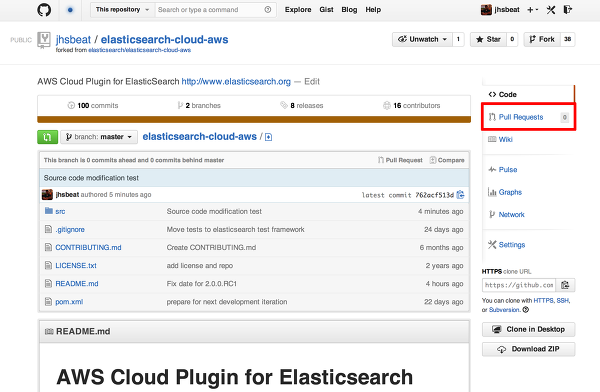 This repository Search or type a command Explore Gist Blog Help jhsbeat
PUBLIC jhsbeat / elasticsearch-cloud-aws
forked from elasticsearch/elasticsearch-cloud-aws
Unwatch 1 Star 0 Fork 38
AWS Cloud Plugin for ElasticSearch http://www.elasticsearch.org — Edit
100 commits 2 branches 8 releases 16 contributors
branch: master elasticsearch-cloud-aws /
This branch is 0 commits ahead and 0 commits behind master Pull Request Compare
Source code modification test
jhsbeat authored 5 minutes ago latest commit 762acf513d
src Source code modification test 4 minutes ago
.gitignore Move tests to elasticsearch test framework 24 days ago
CONTRIBUTING.md Create CONTRIBUTING.md 6 months ago
LICENSE.txt add license and repo 2 years ago
README.md Fix date for 2.0.0.RC1 4 hours ago
pom.xml prepare for next development iteration 22 days ago
README.md
AWS Cloud Plugin for Elasticsearch
Code
Pull Requests 0
Wiki
Pulse
Graphs
Network
Settings
HTTPS clone URL
https://github.com
You can clone with HTTPS, SSH,
or Subversion.
Clone in Desktop
Download ZIP